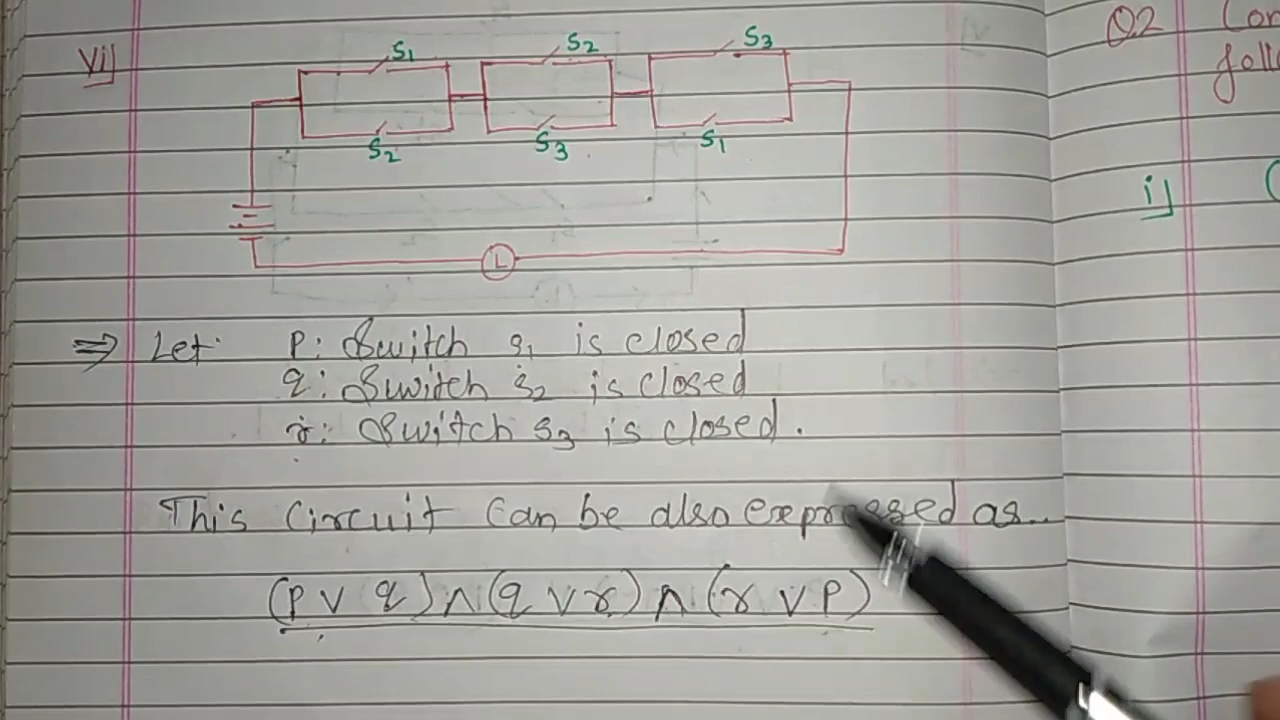 vi)
S1 S2 S3
S2 S3 S1
L
⇒ Let p: Switch s1 is closed
q: Switch s2 is closed
r: Switch s3 is closed.
This circuit can be also expressed as..
(p ∨ q) ∧ (q ∨ r) ∧ (r ∨ p)
Q2
i)